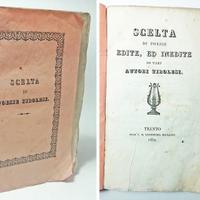 SCELTA
DI
POESIE TIROLESI.
SCELTA
DI POESIE
EDITE, ED INEDITE
DI VARJ
AUTORI TIROLESI.
TRENTO